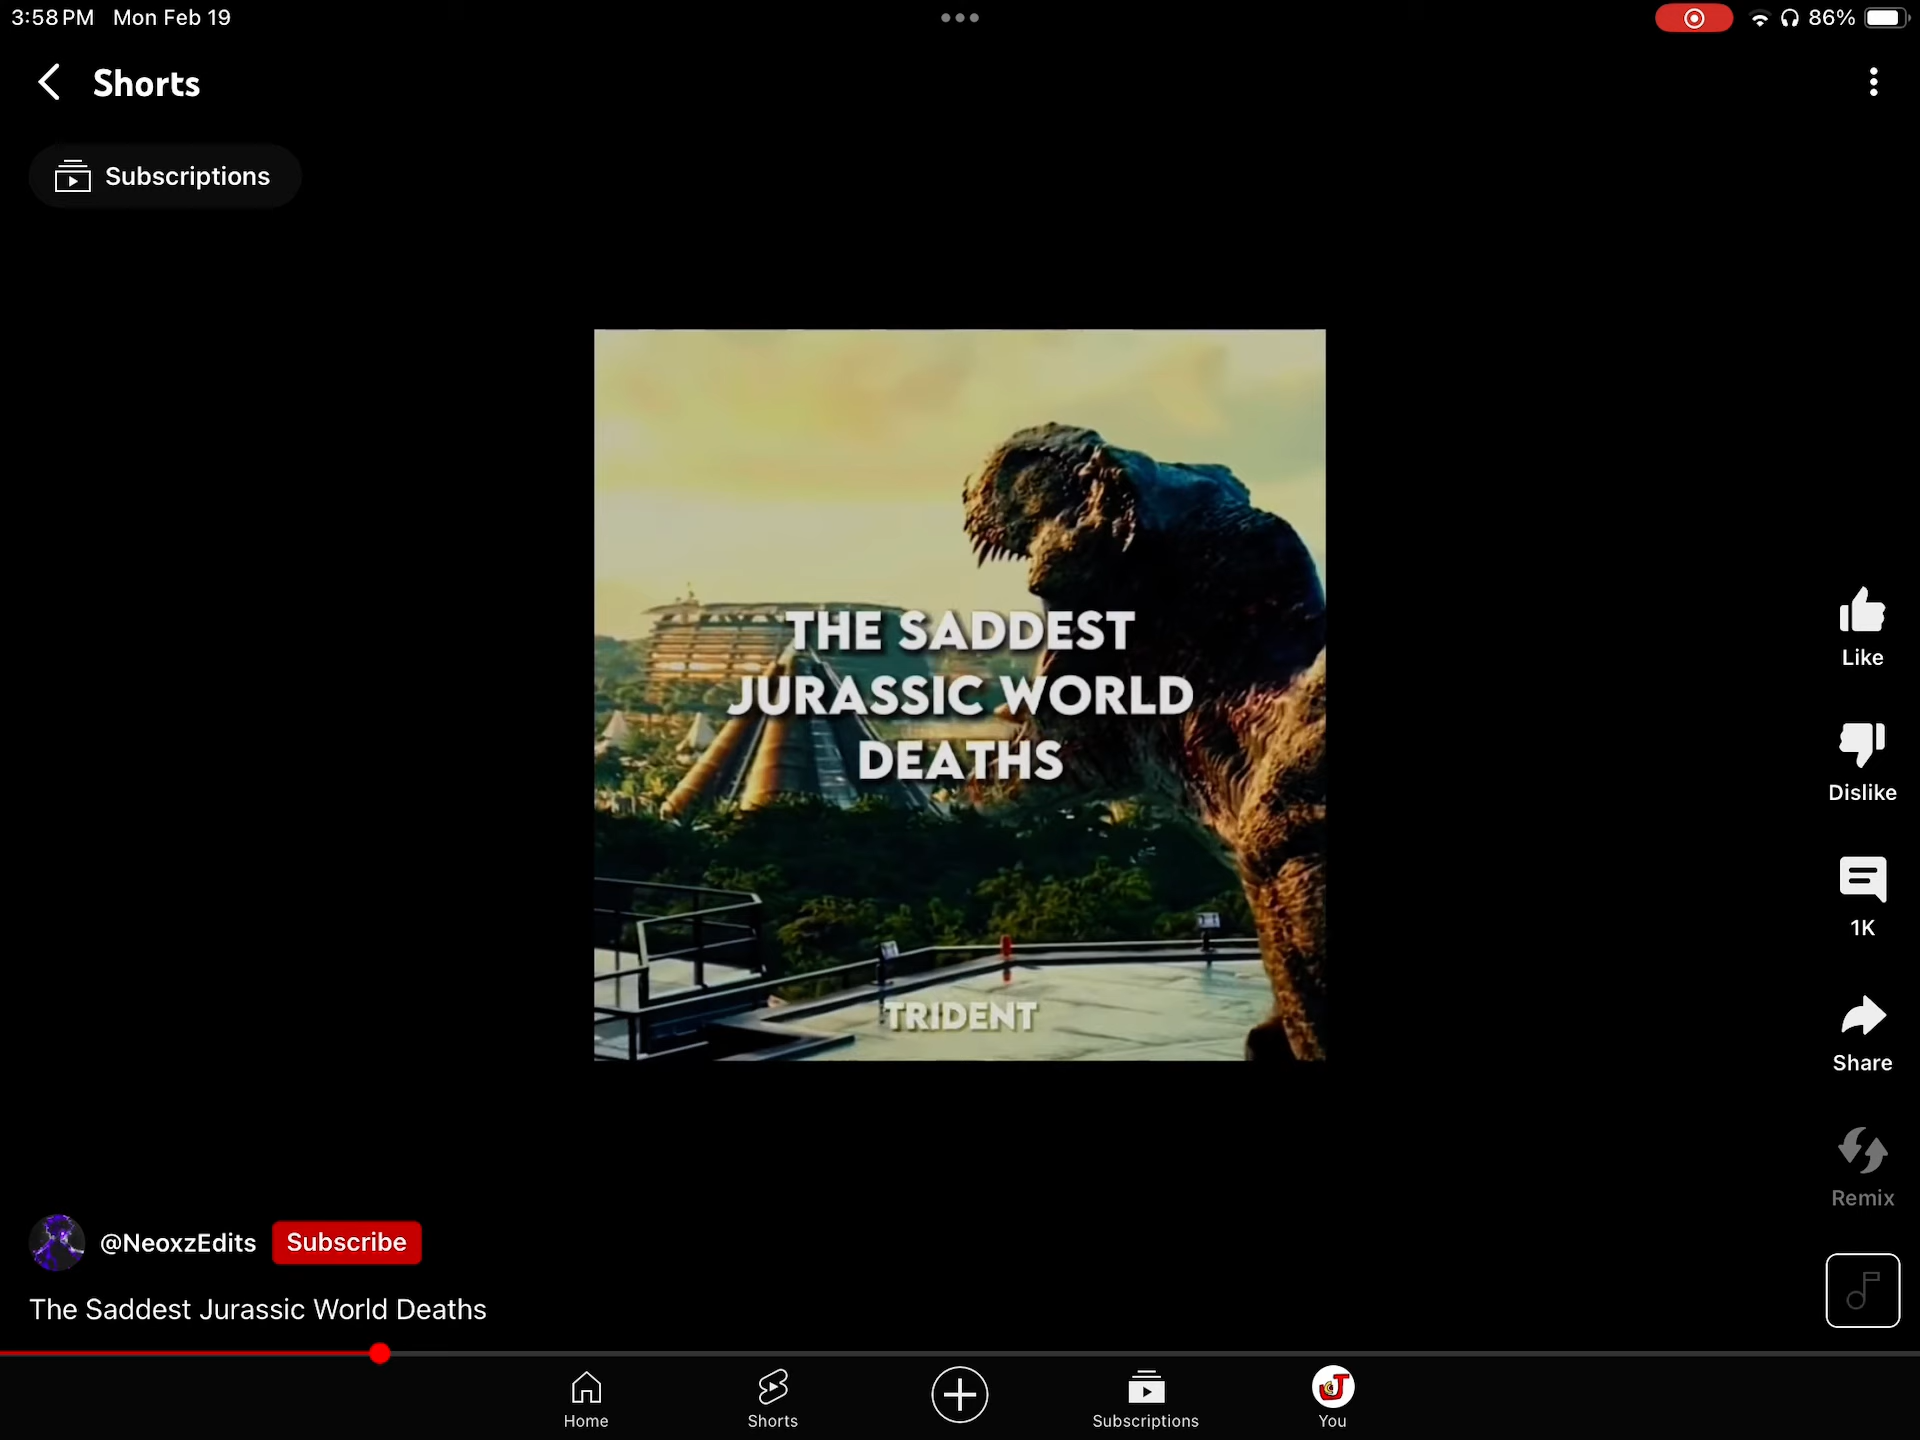 3:58 PM Mon Feb 19
86%
Shorts
Subscriptions
THE SADDEST
JURASSIC WORLD
DEATHS
TRIDENT
Like
Dislike
1K
Share
Remix
@NeoxzEdits Subscribe
The Saddest Jurassic World Deaths
Home
Shorts
Subscriptions
You